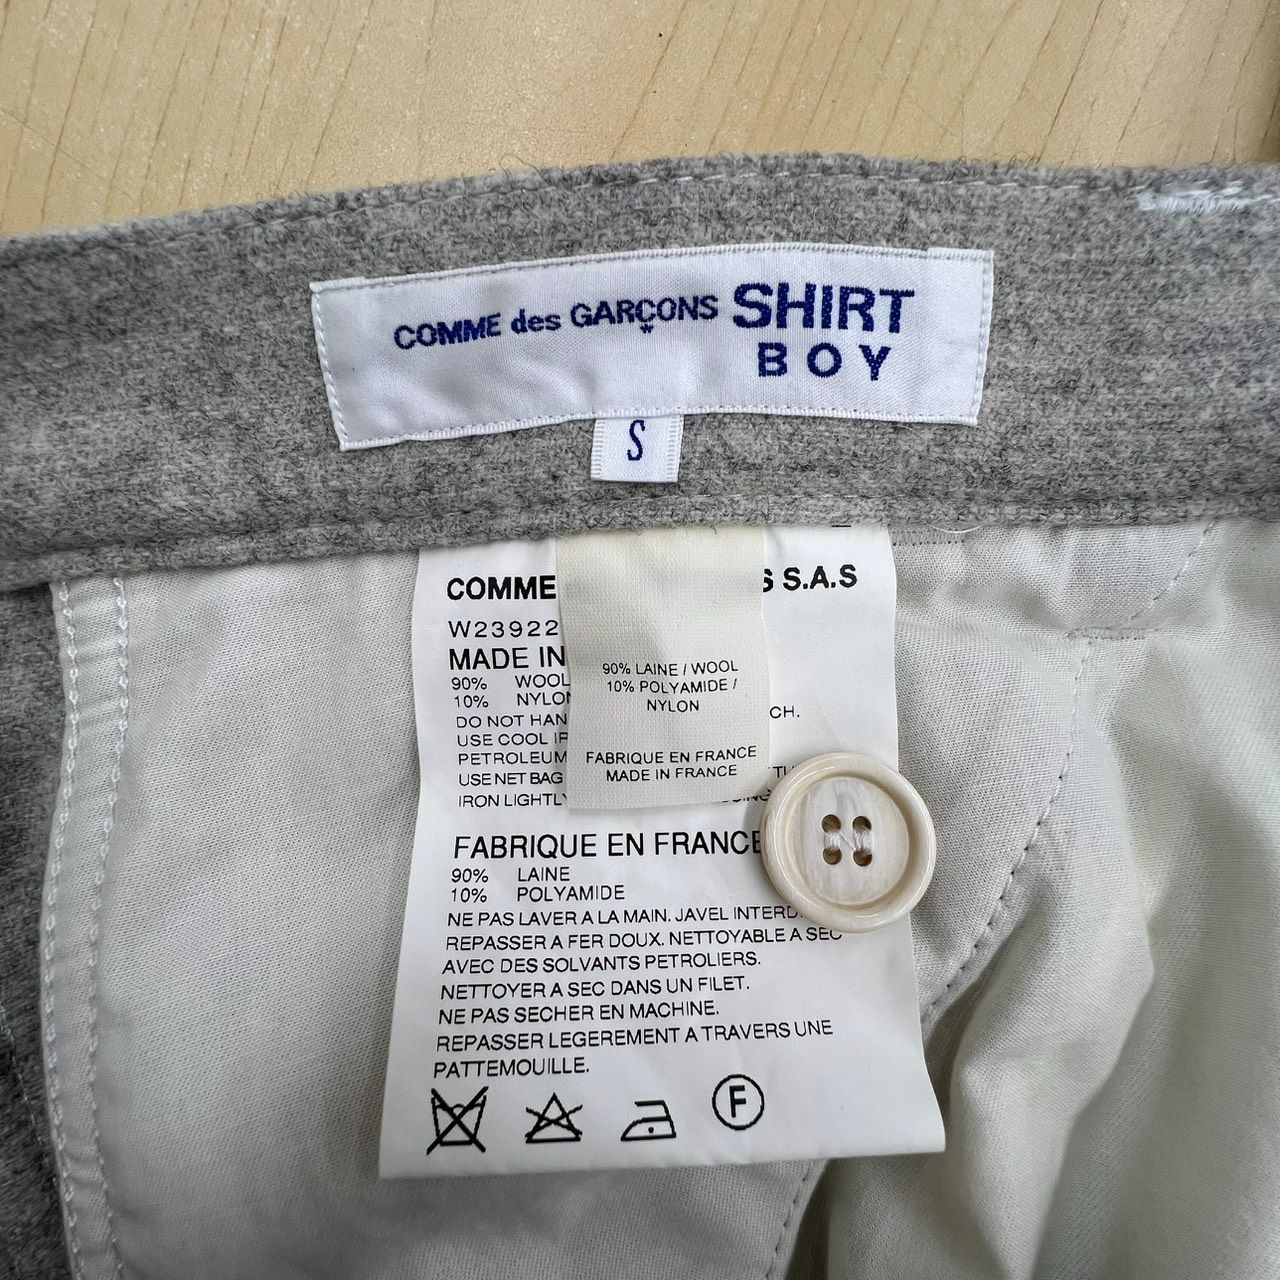 COMME des GARÇONS SHIRT
BOY
S
COMME S.A.S
W23922
MADE IN
90% WOOL
10% NYLON
DO NOT
USE COOL
PETROLEUM
USE NET BAG
IRON LIGHTLY
90% LAINE / WOOL
10% POLYAMIDE /
NYLON
FABRIQUE EN FRANCE
MADE IN FRANCE
FABRIQUE EN FRANCE
90% LAINE
10% POLYAMIDE
NE PAS LAVER A LA MAIN. JAVEL INTERD.
REPASSER A FER DOUX. NETTOYABLE A SEC
AVEC DES SOLVANTS PETROLIERS.
NETTOYER A SEC DANS UN FILET.
NE PAS SECHER EN MACHINE.
REPASSER LEGEREMENT A TRAVERS UNE
PATTEMOUILLE.
F